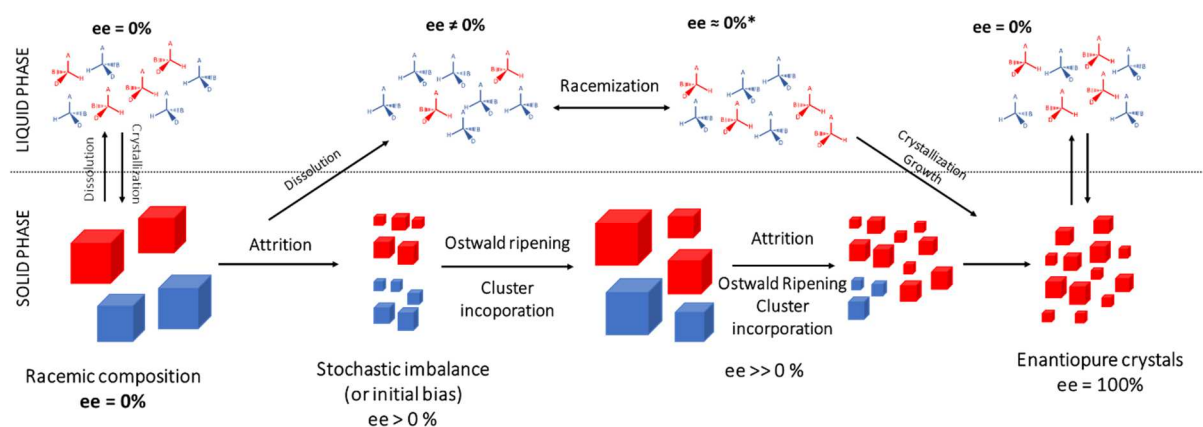 LIQUID PHASE
SOLID PHASE
ee = 0%
ee ≠ 0%
ee ≈ 0%*
ee = 0%
Racemization
Dissolution
Crystallization
Dissolution
Crystallization
Growth
Attrition
Ostwald ripening
Cluster
incoporation
Attrition
Ostwald Ripening
Cluster
incorporation
Racemic composition
ee = 0%
Stochastic imbalance
(or initial bias)
ee > 0 %
ee >> 0 %
Enantiopure crystals
ee = 100%